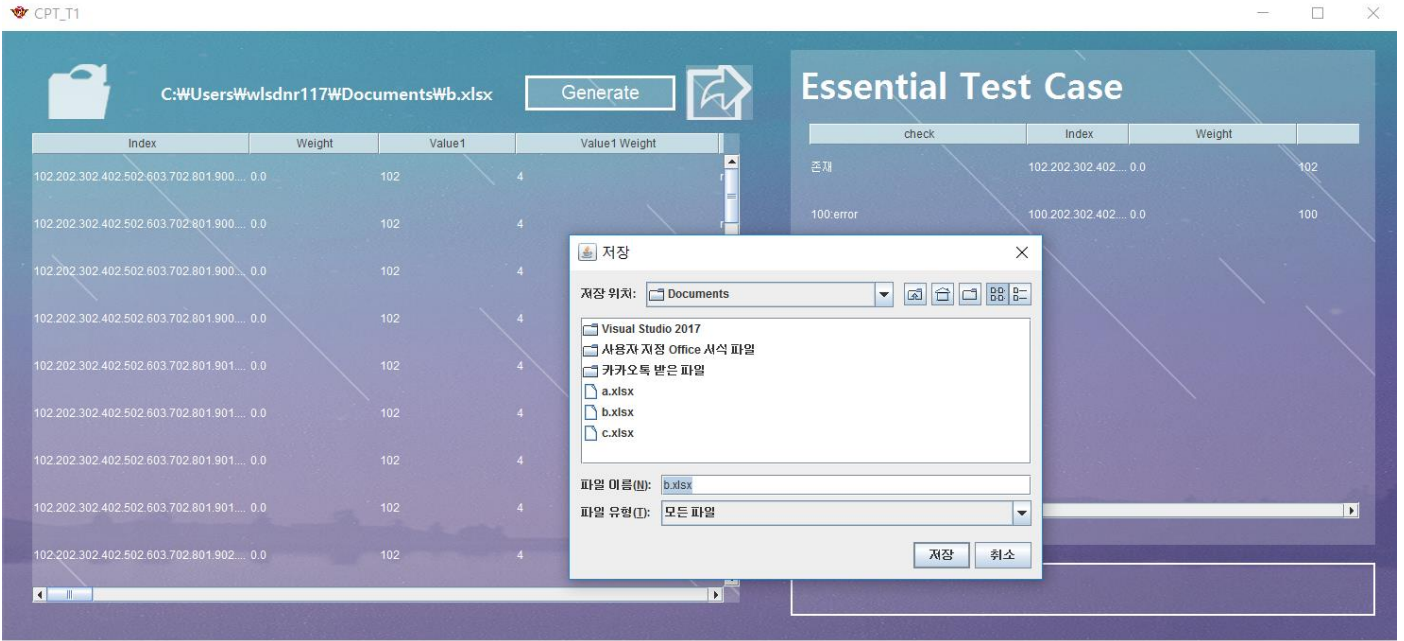 CPT_T1
C:₩Users₩wlsdnr117₩Documents₩b.xlsx
Generate
Index Weight Value1 Value1 Weight
102.202.302.402.502.603.702.801.900.... 0.0 102 4
102.202.302.402.502.603.702.801.900.... 0.0 102 4
102.202.302.402.502.603.702.801.900.... 0.0 102 4
102.202.302.402.502.603.702.801.900.... 0.0 102 4
102.202.302.402.502.603.702.801.901.... 0.0 102 4
102.202.302.402.502.603.702.801.901.... 0.0 102 4
102.202.302.402.502.603.702.801.901.... 0.0 102 4
102.202.302.402.502.603.702.801.901.... 0.0 102 4
102.202.302.402.502.603.702.801.902.... 0.0 102 4
Essential Test Case
check Index Weight
존재 102.202.302.402.... 0.0 102
100:error 100.202.302.402.... 0.0 100
저장
저장 위치: Documents
Visual Studio 2017
사용자 지정 Office 서식 파일
카카오톡 받은 파일
a.xlsx
b.xlsx
c.xlsx
파일 이름(N): b.xlsx
파일 유형(T): 모든 파일
저장 취소